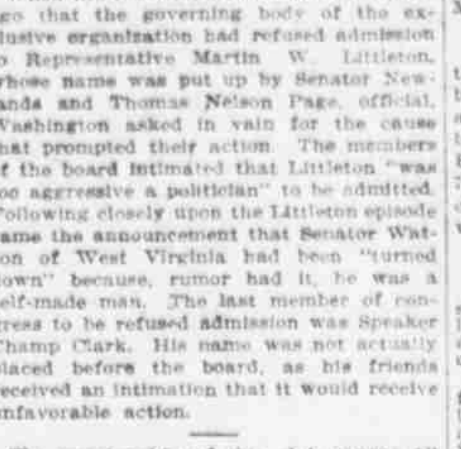 go that the governing body of the ex-
lusive organization had refused admission
o Representative Martin W. Littleton,
whose name was put up by Senator New-
ands and Thomas Nelson Page, official,
Washington asked in vain for the cause
hat prompted their action. The members
f the board intimated that Littleton "was
oo aggressive a politician" to be admitted.
Following closely upon the Littleton episode
ame the announcement that Senator Wat-
on of West Virginia had been "turned
down" because, rumor had it, he was a
elf-made man. The last member of con-
gress to be refused admission was Speaker
Champ Clark. His name was not actually
placed before the board, as his friends
received an intimation that it would receive
unfavorable action.